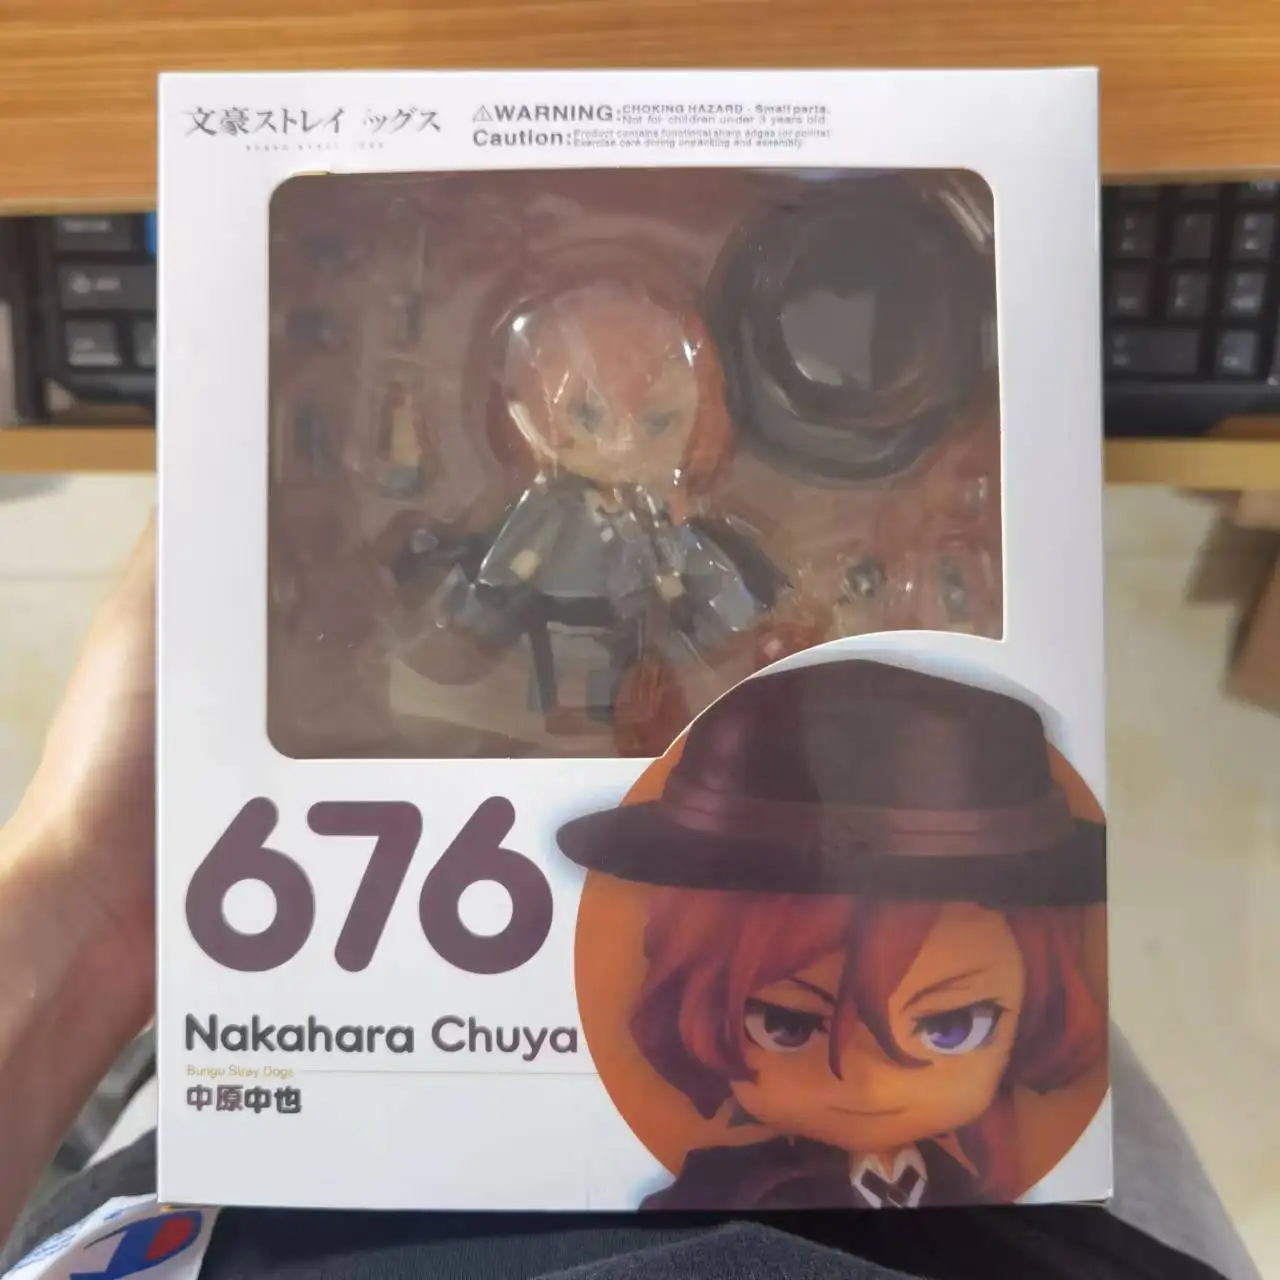 文豪ストレイ ッグス
⚠WARNING: CHOKING HAZARD - Small parts.
Not for children under 3 years old.
Caution: Product contains functional sharp edges (or points)
Exercise care during unpacking and assembly.
676
Nakahara Chuya
Bungo Stray Dogs
中原中也